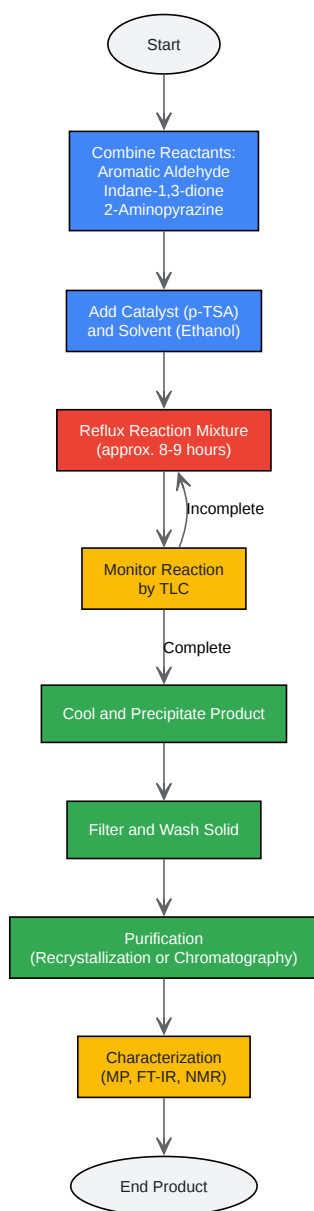 Start
Combine Reactants:
Aromatic Aldehyde
Indane-1,3-dione
2-Aminopyrazine
Add Catalyst (p-TSA)
and Solvent (Ethanol)
Reflux Reaction Mixture
(approx. 8-9 hours)
Incomplete
Monitor Reaction
by TLC
Complete
Cool and Precipitate Product
Filter and Wash Solid
Purification
(Recrystallization or Chromatography)
Characterization
(MP, FT-IR, NMR)
End Product